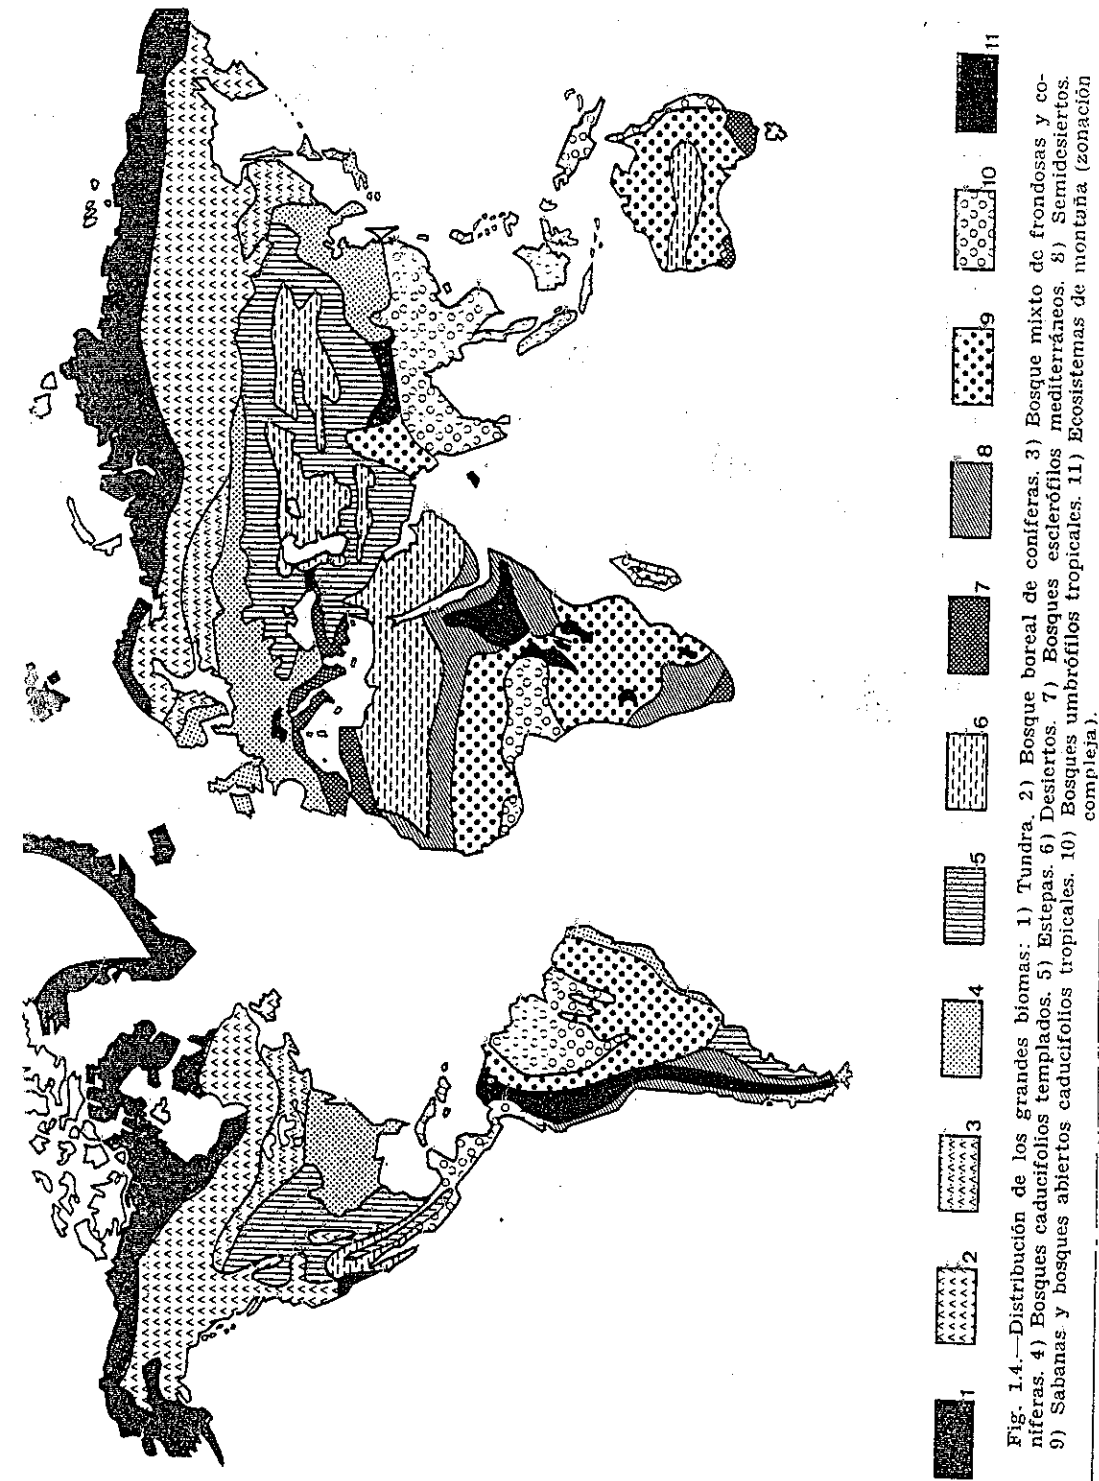 1
2
3
4
5
6
7
8
9
10
11
Fig. 1.4.—Distribución de los grandes biomas: 1) Tundra. 2) Bosque boreal de coníferas. 3) Bosque mixto de frondosas y co-
níferas. 4) Bosques caducifolios templados. 5) Estepas. 6) Desiertos. 7) Bosques esclerófilos mediterráneos. 8) Semidesiertos.
9) Sabanas y bosques abiertos caducifolios tropicales. 10) Bosques umbrófilos tropicales. 11) Ecosistemas de montaña (zonación
compleja).